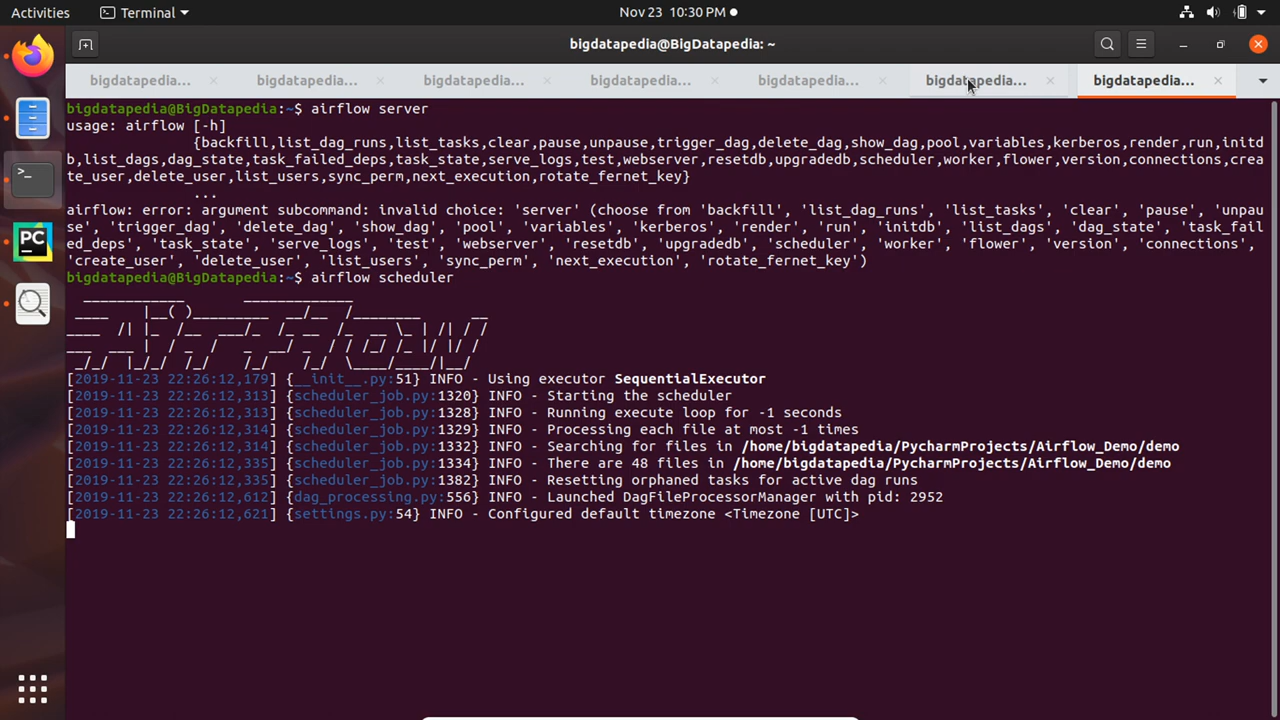 Activities
Terminal
Nov 23 10:30 PM
bigdatapedia@BigDatapedia: ~
bigdatapedia... bigdatapedia... bigdatapedia... bigdatapedia... bigdatapedia... bigdatapedia... bigdatapedia...
bigdatapedia@BigDatapedia:~$ airflow server
usage: airflow [-h]
{backfill,list_dag_runs,list_tasks,clear,pause,unpause,trigger_dag,delete_dag,show_dag,pool,variables,kerberos,render,run,initd
b,list_dags,dag_state,task_failed_deps,task_state,serve_logs,test,webserver,resetdb,upgradedb,scheduler,worker,flower,version,connections,crea
te_user,delete_user,list_users,sync_perm,next_execution,rotate_fernet_key}
...
airflow: error: argument subcommand: invalid choice: 'server' (choose from 'backfill', 'list_dag_runs', 'list_tasks', 'clear', 'pause', 'unpau
se', 'trigger_dag', 'delete_dag', 'show_dag', 'pool', 'variables', 'kerberos', 'render', 'run', 'initdb', 'list_dags', 'dag_state', 'task_fail
ed_deps', 'task_state', 'serve_logs', 'test', 'webserver', 'resetdb', 'upgradedb', 'scheduler', 'worker', 'flower', 'version', 'connections',
'create_user', 'delete_user', 'list_users', 'sync_perm', 'next_execution', 'rotate_fernet_key')
bigdatapedia@BigDatapedia:~$ airflow scheduler
Airflow
[2019-11-23 22:26:12,179] {__init__.py:51} INFO - Using executor SequentialExecutor
[2019-11-23 22:26:12,313] {scheduler_job.py:1320} INFO - Starting the scheduler
[2019-11-23 22:26:12,313] {scheduler_job.py:1328} INFO - Running execute loop for -1 seconds
[2019-11-23 22:26:12,314] {scheduler_job.py:1329} INFO - Processing each file at most -1 times
[2019-11-23 22:26:12,314] {scheduler_job.py:1332} INFO - Searching for files in /home/bigdatapedia/PycharmProjects/Airflow_Demo/demo
[2019-11-23 22:26:12,335] {scheduler_job.py:1334} INFO - There are 48 files in /home/bigdatapedia/PycharmProjects/Airflow_Demo/demo
[2019-11-23 22:26:12,335] {scheduler_job.py:1382} INFO - Resetting orphaned tasks for active dag runs
[2019-11-23 22:26:12,612] {dag_processing.py:556} INFO - Launched DagFileProcessorManager with pid: 2952
[2019-11-23 22:26:12,621] {settings.py:54} INFO - Configured default timezone <Timezone [UTC]>
>_
PC